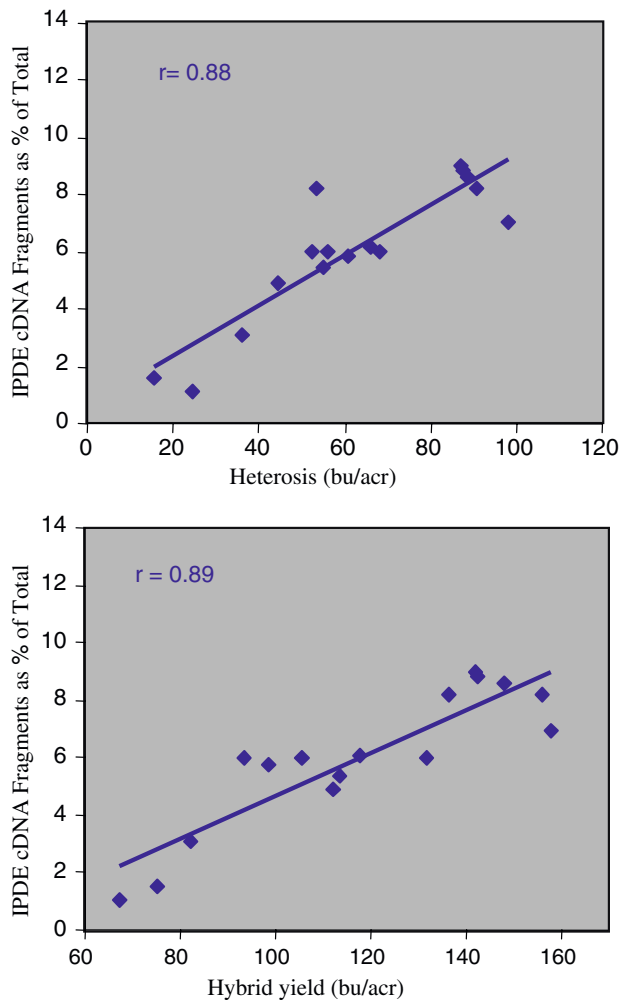 IPDE cDNA Fragments as % of Total
14
12
10
8
6
4
2
0
r= 0.88
0 20 40 60 80 100 120
Heterosis (bu/acr)
IPDE cDNA Fragments as % of Total
14
12
10
8
6
4
2
0
r = 0.89
60 80 100 120 140 160
Hybrid yield (bu/acr)